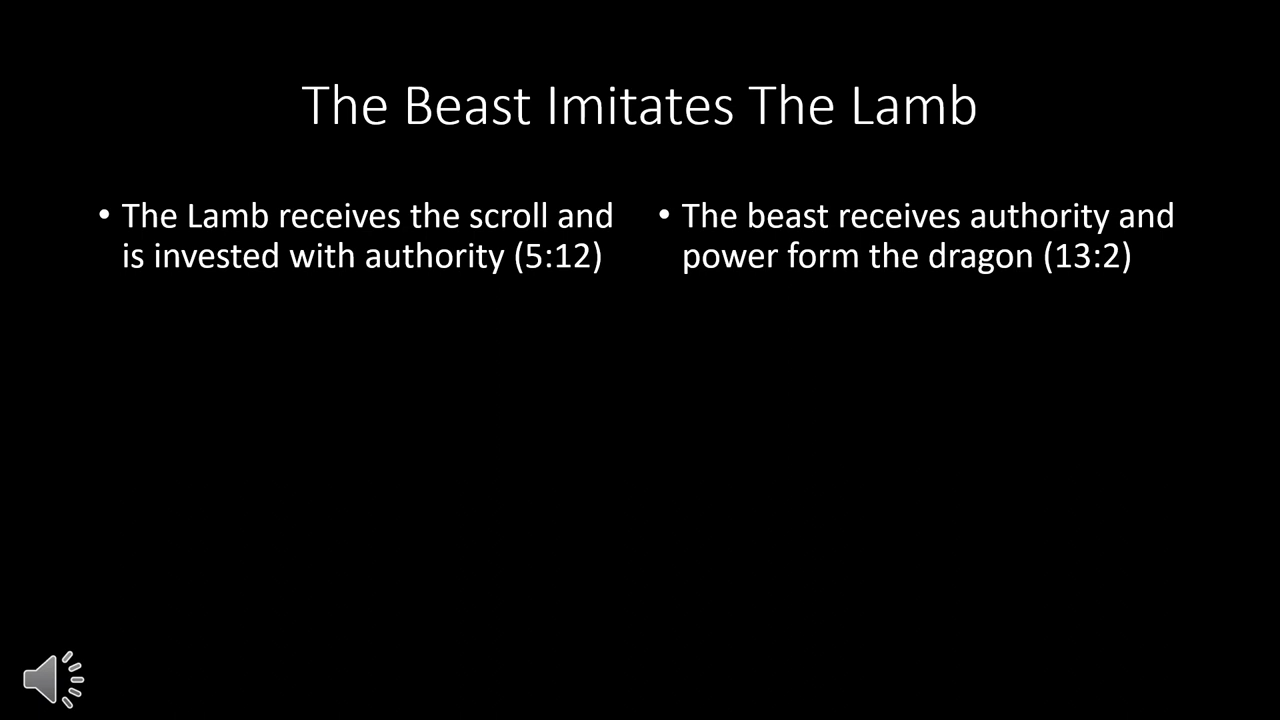 The Beast Imitates The Lamb
• The Lamb receives the scroll and
is invested with authority (5:12)
• The beast receives authority and
power form the dragon (13:2)